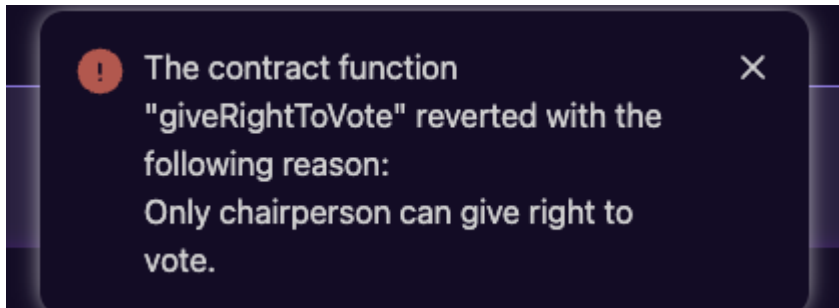 The contract function
"giveRightToVote" reverted with the
following reason:
Only chairperson can give right to
vote.